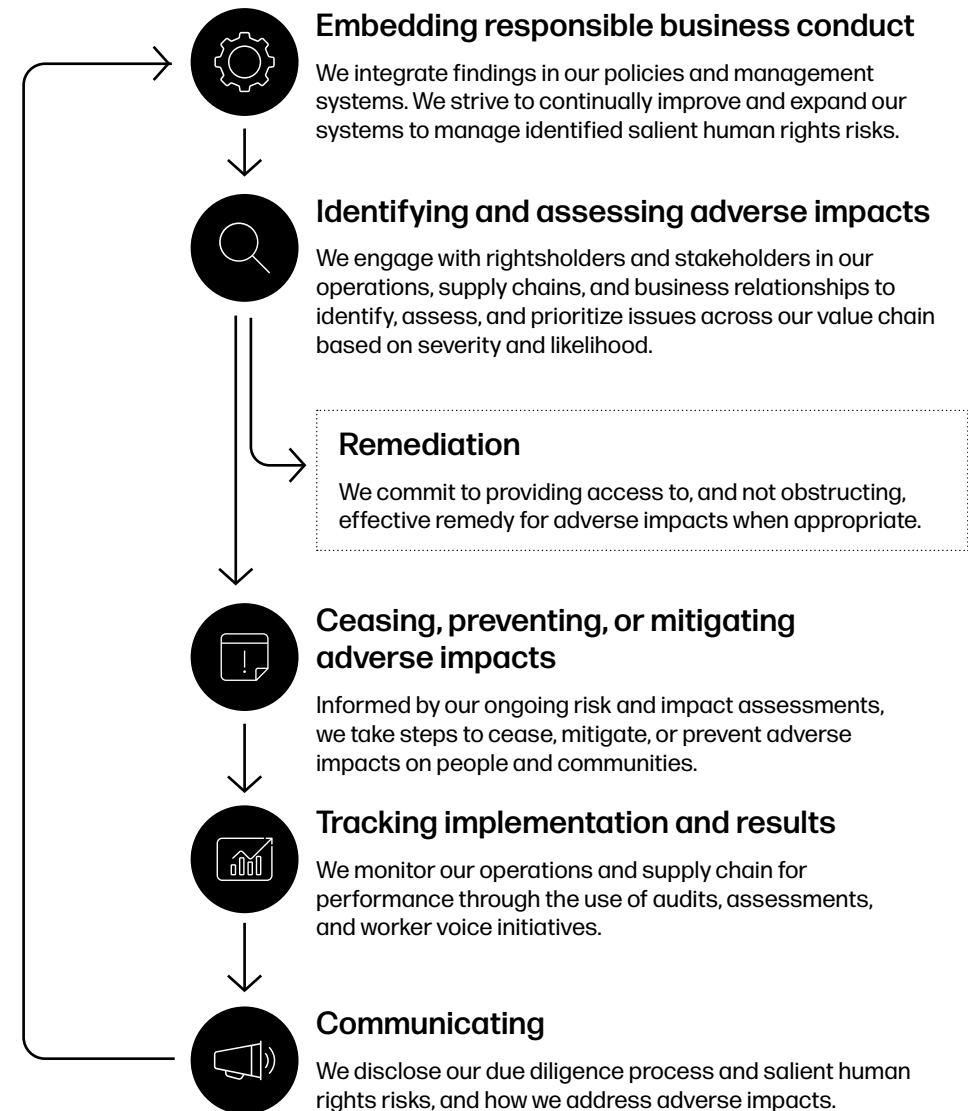 Embedding responsible business conduct
We integrate findings in our policies and management
systems. We strive to continually improve and expand our
systems to manage identified salient human rights risks.
Identifying and assessing adverse impacts
We engage with rightsholders and stakeholders in our
operations, supply chains, and business relationships to
identify, assess, and prioritize issues across our value chain
based on severity and likelihood.
Remediation
We commit to providing access to, and not obstructing,
effective remedy for adverse impacts when appropriate.
Ceasing, preventing, or mitigating
adverse impacts
Informed by our ongoing risk and impact assessments,
we take steps to cease, mitigate, or prevent adverse
impacts on people and communities.
Tracking implementation and results
We monitor our operations and supply chain for
performance through the use of audits, assessments,
and worker voice initiatives.
Communicating
We disclose our due diligence process and salient human
rights risks, and how we address adverse impacts.